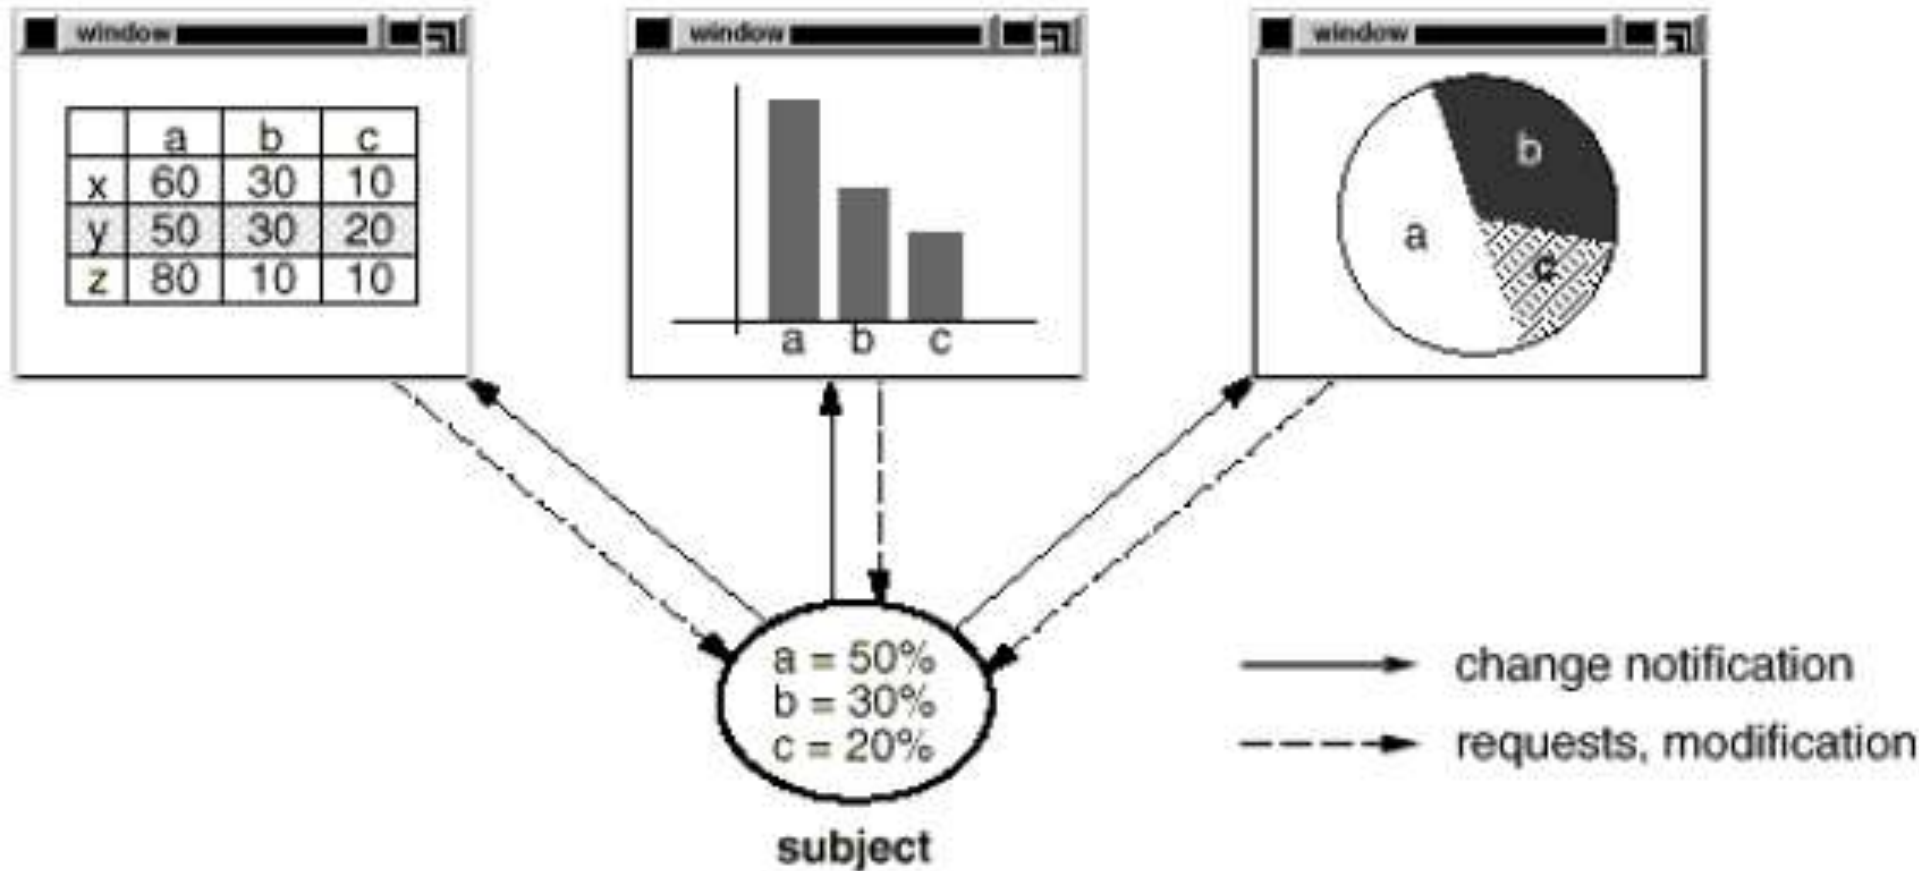 window
a b c
x 60 30 10
y 50 30 20
z 80 10 10
window
a b c
window
b
a
c
a = 50%
b = 30%
c = 20%
subject
change notification
requests, modification